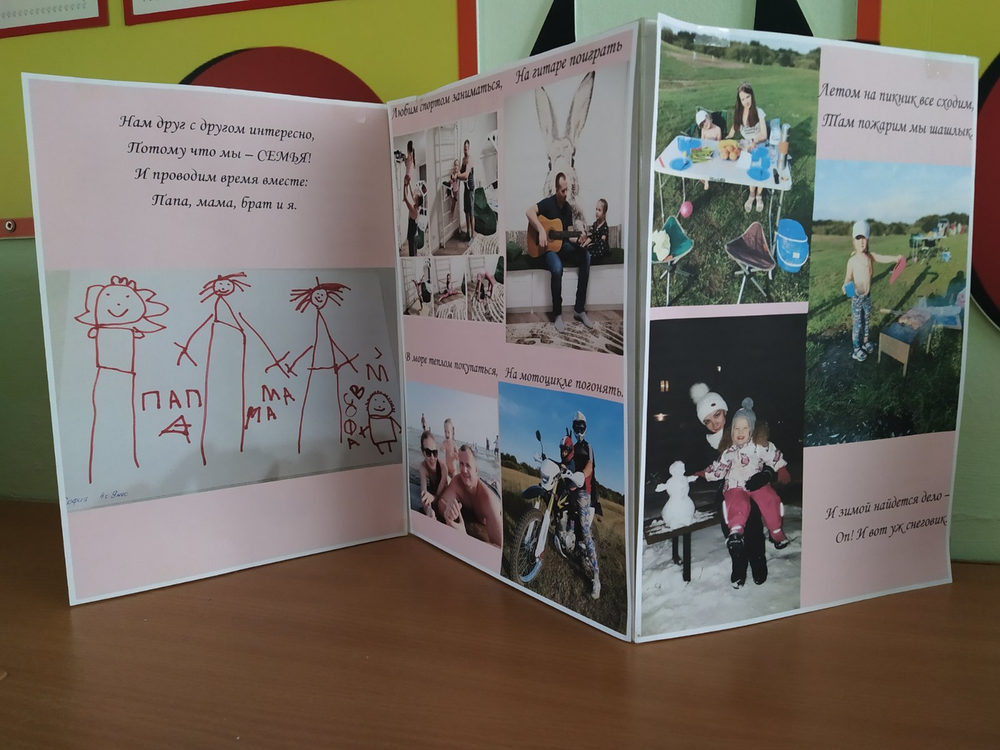 Нам друг с другом интересно,
Потому что мы – СЕМЬЯ!
И проводим время вместе:
Папа, мама, брат и я.
ПАП
А
МА
МА
СОФА
В
Й
София 4г 9мес
Любим спортом заниматься,
На гитаре поиграть
В море теплом покупаться,
На мотоцикле погонять.
Летом на пикник все сходим,
Там пожарим мы шашлык.
И зимой найдется дело –
Оп! И вот уж снеговик.